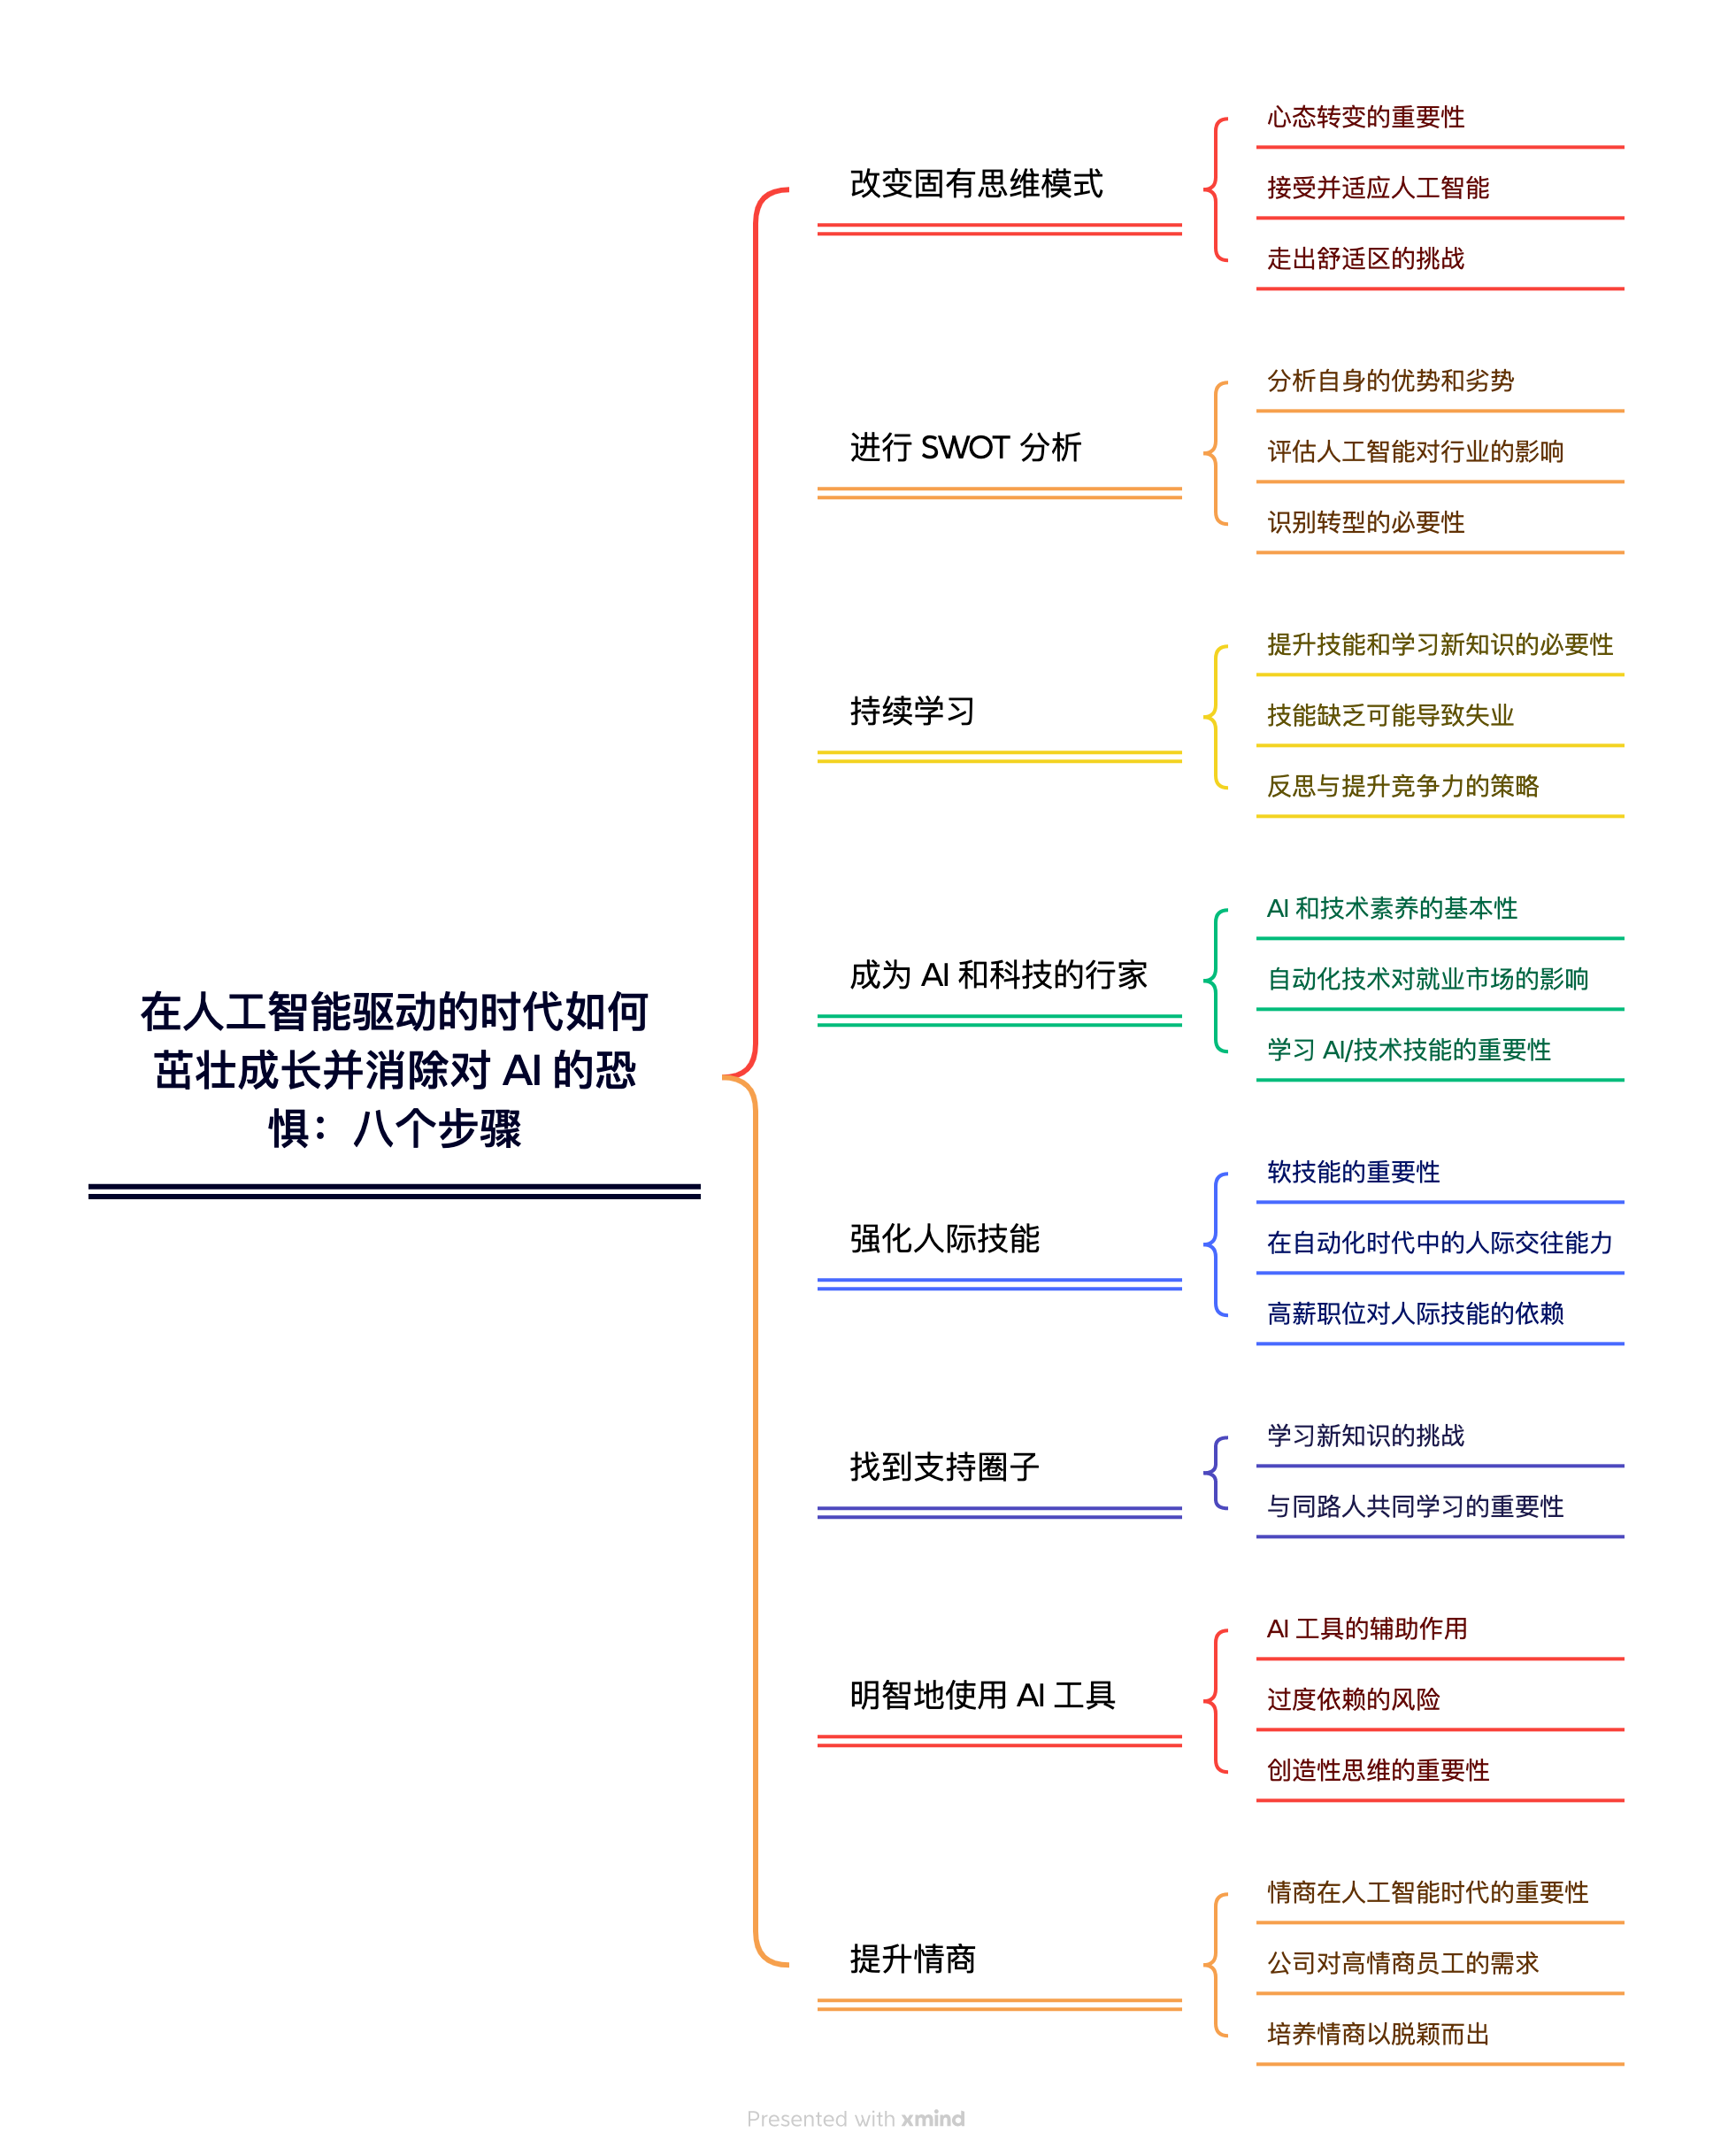 在人工智能驱动的时代如何
茁壮成长并消除对 AI 的恐
惧：八个步骤
改变固有思维模式
心态转变的重要性
接受并适应人工智能
走出舒适区的挑战
进行 SWOT 分析
分析自身的优势和劣势
评估人工智能对行业的影响
识别转型的必要性
持续学习
提升技能和学习新知识的必要性
技能缺乏可能导致失业
反思与提升竞争力的策略
成为 AI 和科技的行家
AI 和技术素养的基本性
自动化技术对就业市场的影响
学习 AI/技术技能的重要性
强化人际技能
软技能的重要性
在自动化时代中的人际交往能力
高薪职位对人际技能的依赖
找到支持圈子
学习新知识的挑战
与同路人共同学习的重要性
明智地使用 AI 工具
AI 工具的辅助作用
过度依赖的风险
创造性思维的重要性
提升情商
情商在人工智能时代的重要性
公司对高情商员工的需求
培养情商以脱颖而出
Presented with xmind